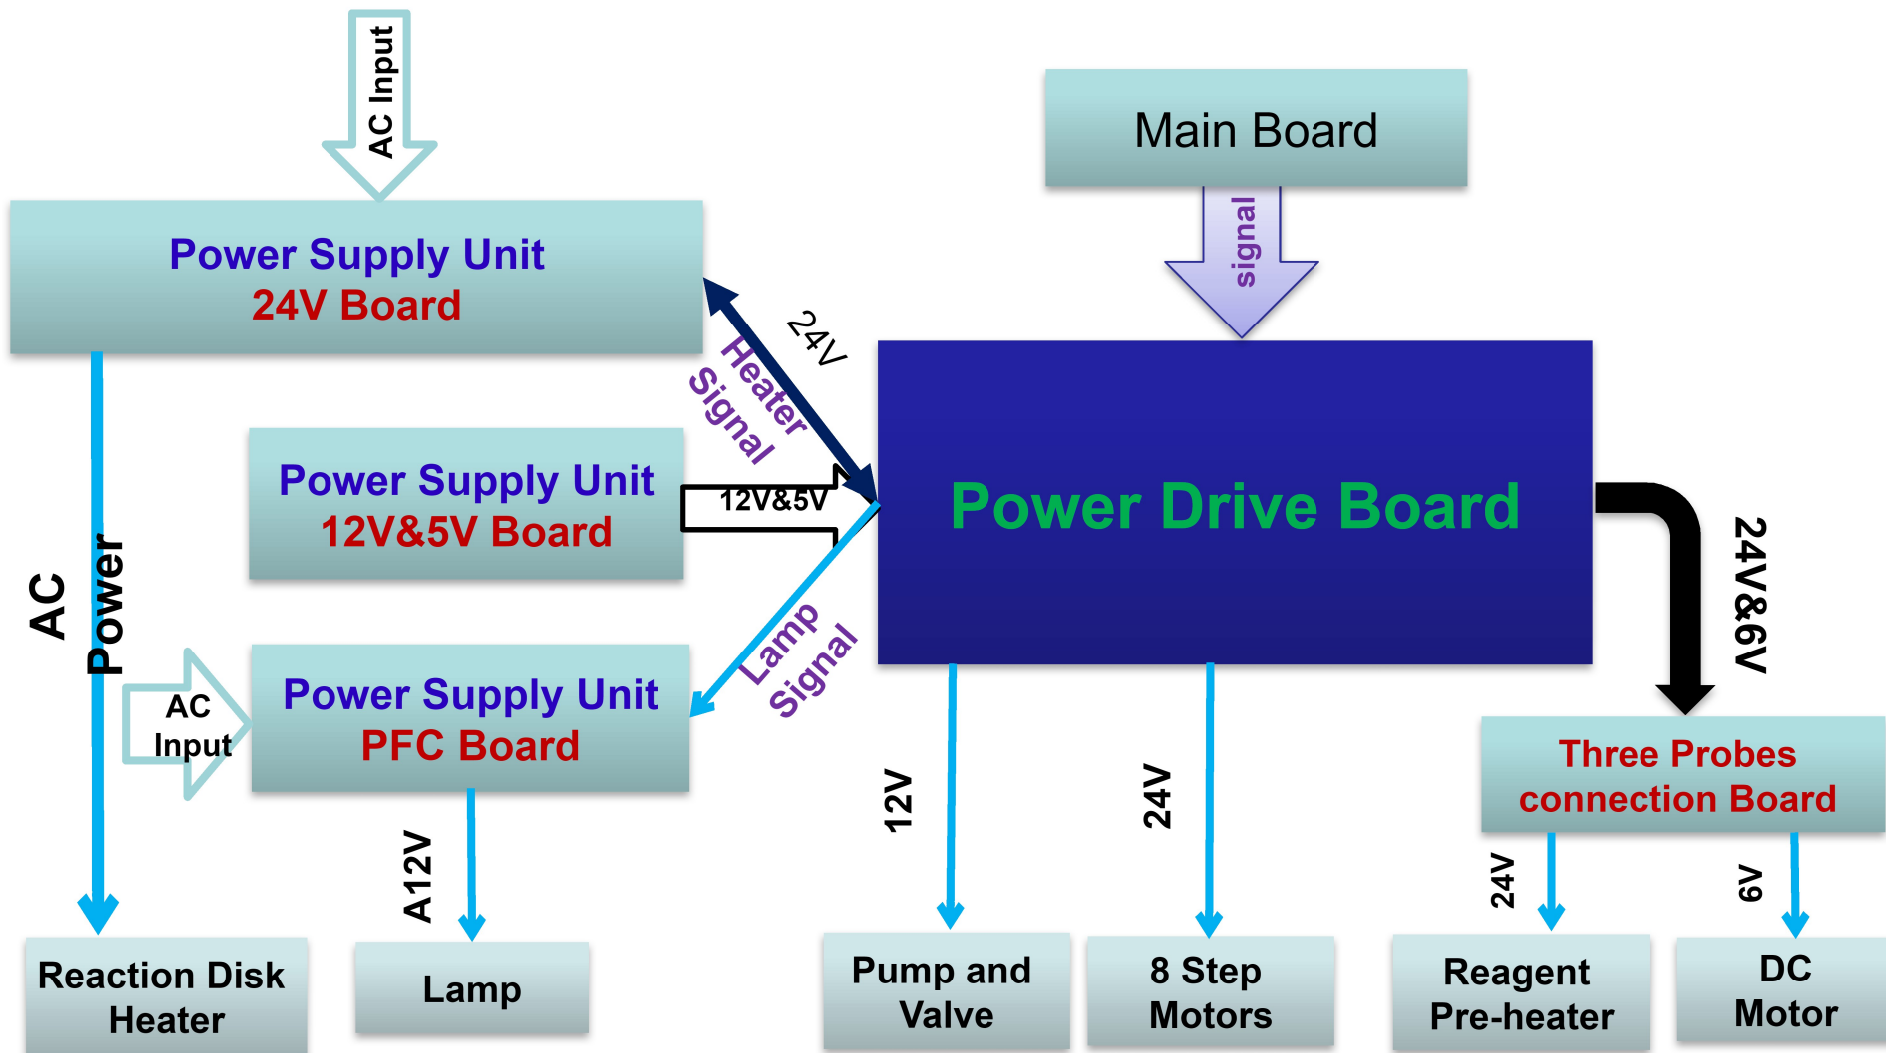 AC Input
Main Board
signal
Power Supply Unit
24V Board
24V
Heater
Signal
Power Supply Unit
12V&5V Board
12V&5V
Power Drive Board
24V&6V
AC
Power
Lamp
Signal
AC
Input
Power Supply Unit
PFC Board
Three Probes
connection Board
A12V
12V
24V
24V
6V
Reaction Disk
Heater
Lamp
Pump and
Valve
8 Step
Motors
Reagent
Pre-heater
DC
Motor